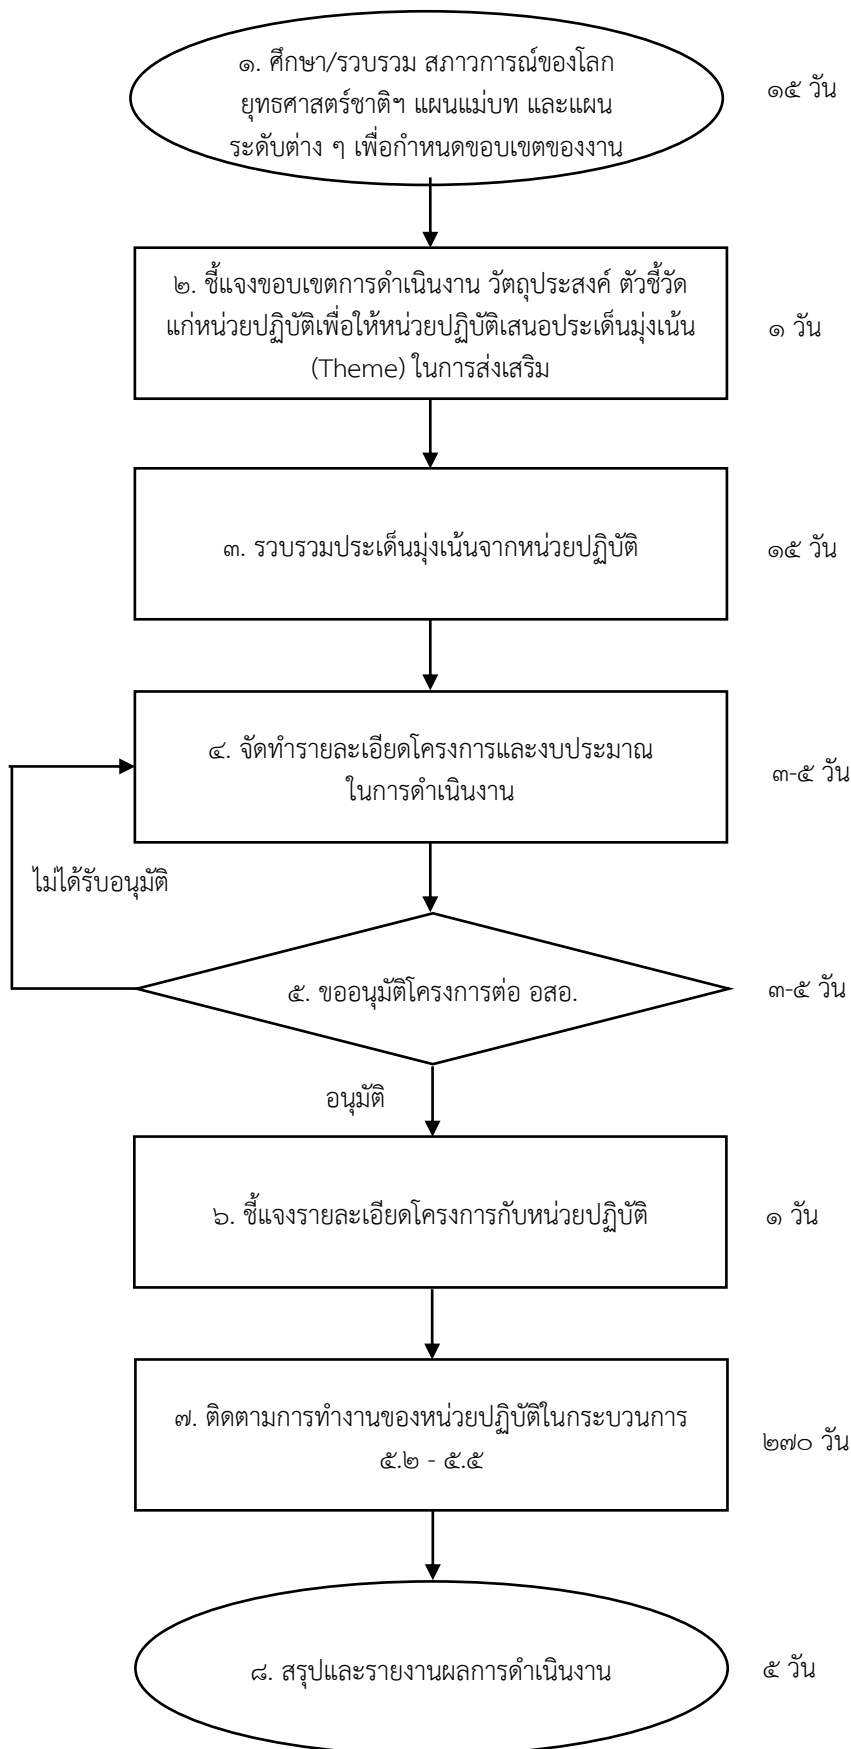 ๑. ศึกษา/รวบรวม สภาวการณ์ของโลก
ยุทธศาสตร์ชาติฯ แผนแม่บท และแผน
ระดับต่าง ๆ เพื่อกำหนดขอบเขตของงาน
๑๕ วัน
๒. ชี้แจงขอบเขตการดำเนินงาน วัตถุประสงค์ ตัวชี้วัด
แก่หน่วยปฏิบัติเพื่อให้หน่วยปฏิบัติเสนอประเด็นมุ่งเน้น
(Theme) ในการส่งเสริม
๑ วัน
๓. รวบรวมประเด็นมุ่งเน้นจากหน่วยปฏิบัติ
๑๕ วัน
๔. จัดทำรายละเอียดโครงการและงบประมาณ
ในการดำเนินงาน
๓-๕ วัน
ไม่ได้รับอนุมัติ
๕. ขออนุมัติโครงการต่อ อสอ.
๓-๕ วัน
อนุมัติ
๖. ชี้แจงรายละเอียดโครงการกับหน่วยปฏิบัติ
๑ วัน
๗. ติดตามการทำงานของหน่วยปฏิบัติในกระบวนการ
๕.๒ - ๕.๕
๒๗๐ วัน
๘. สรุปและรายงานผลการดำเนินงาน
๕ วัน